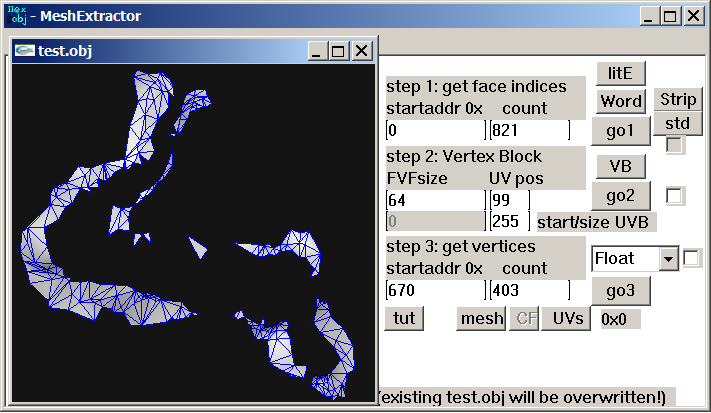 Hex
obj - MeshExtractor
test.obj
step 1: get face indices
startaddr 0x count
0 821
litE
Word
Strip
go1
std
step 2: Vertex Block
FVFsize UV pos
64 99
0 255 start/size UVB
VB
go2
step 3: get vertices
startaddr 0x count
670 403
Float
go3
tut mesh CF UVs 0x0
(existing test.obj will be overwritten!)